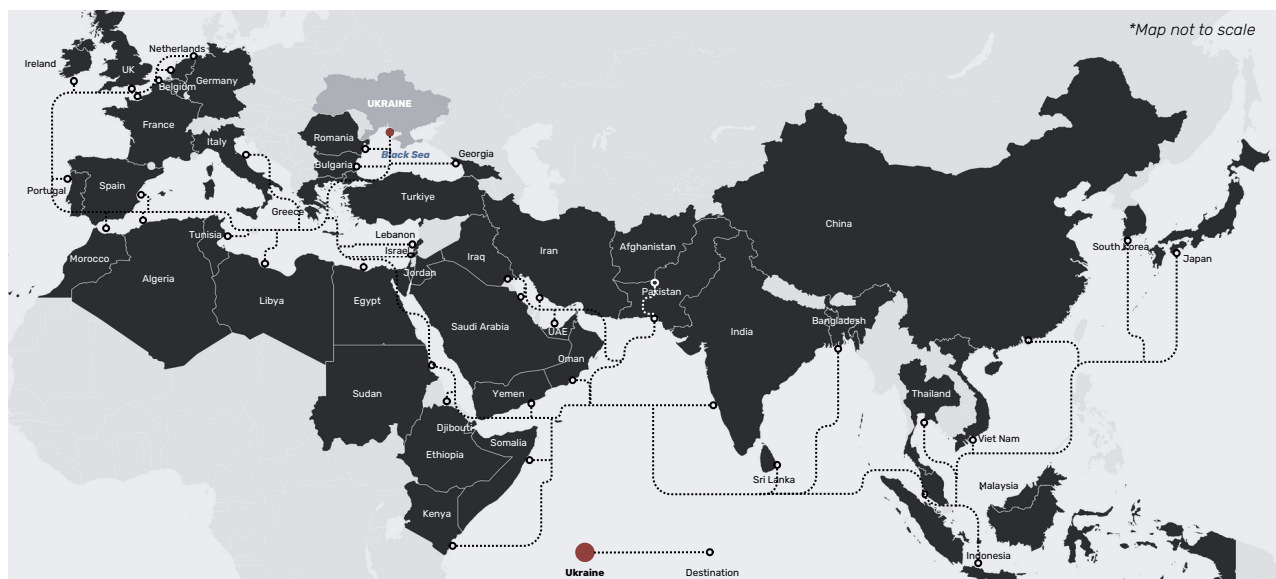 *Map not to scale
Netherlands
Ireland
UK
Germany
Belgium
UKRAINE
France
Italy
Romania
Black Sea
Georgia
Bulgaria
Portugal
Spain
Turkiye
Greece
Tunisia
Lebanon
Israel
Iraq
Iran
Afghanistan
China
South Korea
Japan
Morocco
Algeria
Jordan
Pakistan
Libya
Egypt
Saudi Arabia
UAE
India
Bangladesh
Oman
Sudan
Yemen
Thailand
Djibouti
Somalia
Viet Nam
Ethiopia
Sri Lanka
Malaysia
Kenya
Indonesia
Ukraine
Destination